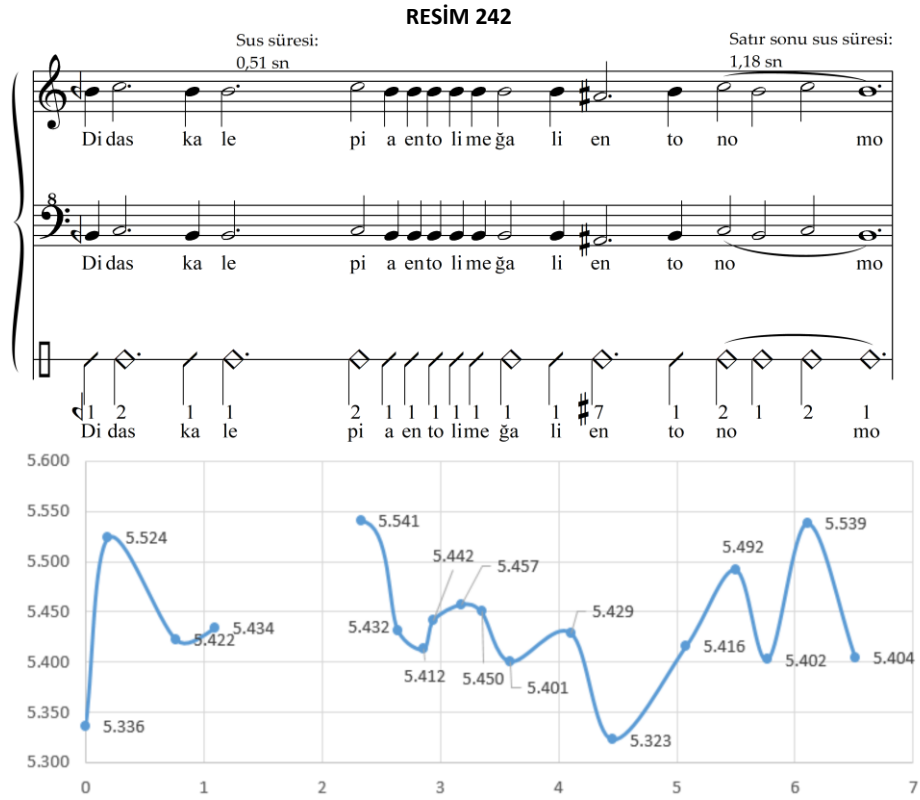 RESİM 242
Sus süresi:
0,51 sn
Satır sonu sus süresi:
1,18 sn
Di das ka le pi a en to li me ğa li en to no mo
8
Di das ka le pi a en to li me ğa li en to no mo
1 2 1 1 2 1 1 1 1 1 1 1 7 1 2 1 2 1
Di das ka le pi a en to li me ğa li en to no mo
5.600
5.550
5.500
5.450
5.400
5.350
5.300
5.336
5.524
5.422
5.434
5.541
5.432
5.412
5.442
5.457
5.450
5.401
5.429
5.323
5.416
5.492
5.402
5.539
5.404
0 1 2 3 4 5 6 7